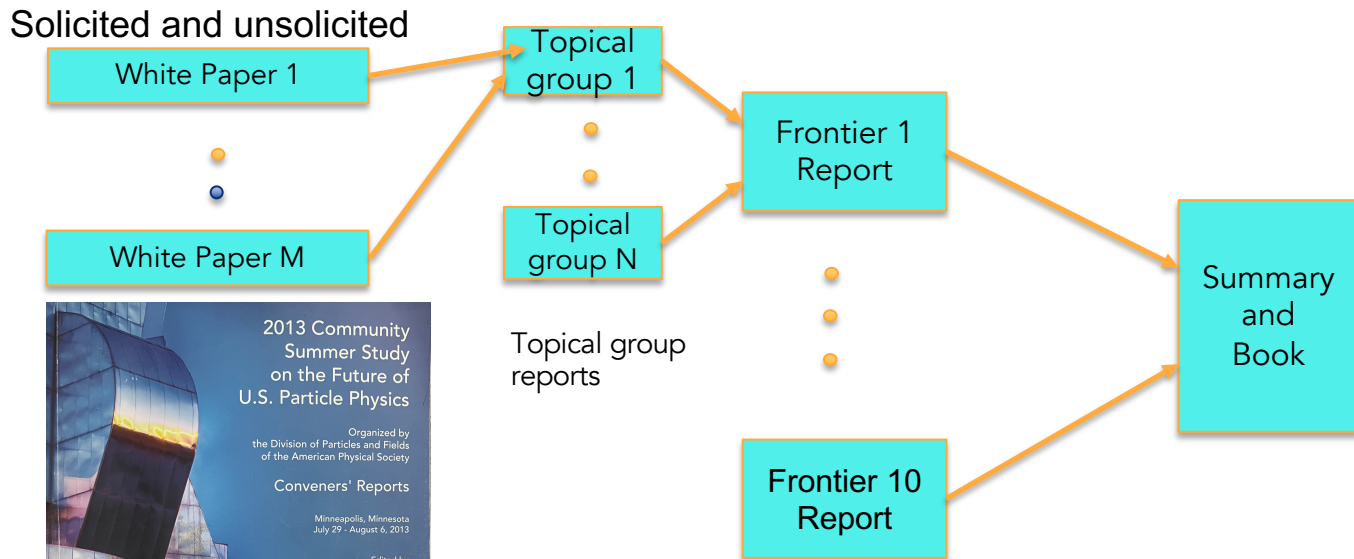 Solicited and unsolicited
White Paper 1
White Paper M
Topical
group 1
Topical
group N
Topical group
reports
Frontier 1
Report
Frontier 10
Report
Summary
and
Book
2013 Community
Summer Study
on the Future of
U.S. Particle Physics
Organized by
the Division of Particles and Fields
of the American Physical Society
Conveners' Reports
Minneapolis, Minnesota
July 29 - August 6, 2013